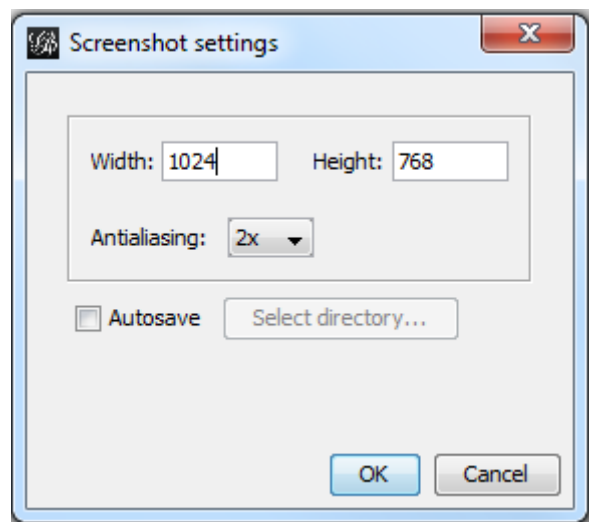 Screenshot settings
Width: 1024 Height: 768
Antialiasing: 2x
Autosave Select directory...
OK Cancel